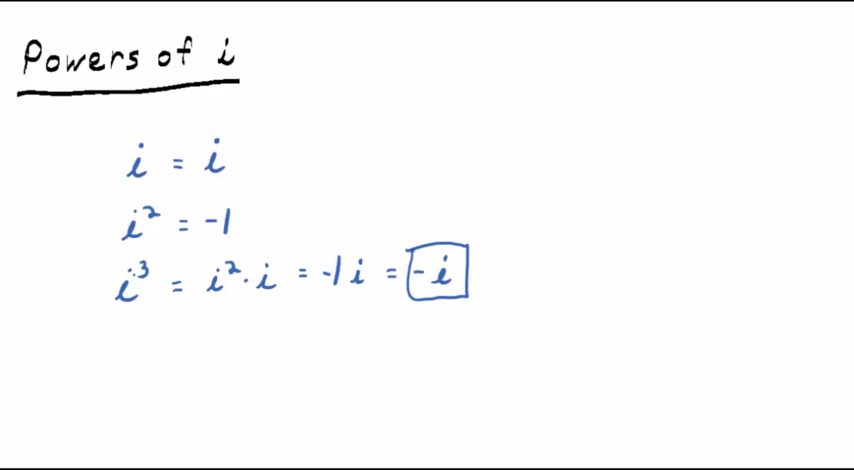 Powers of i
i = i
i² = -1
i³ = i² · i = -1i = -i